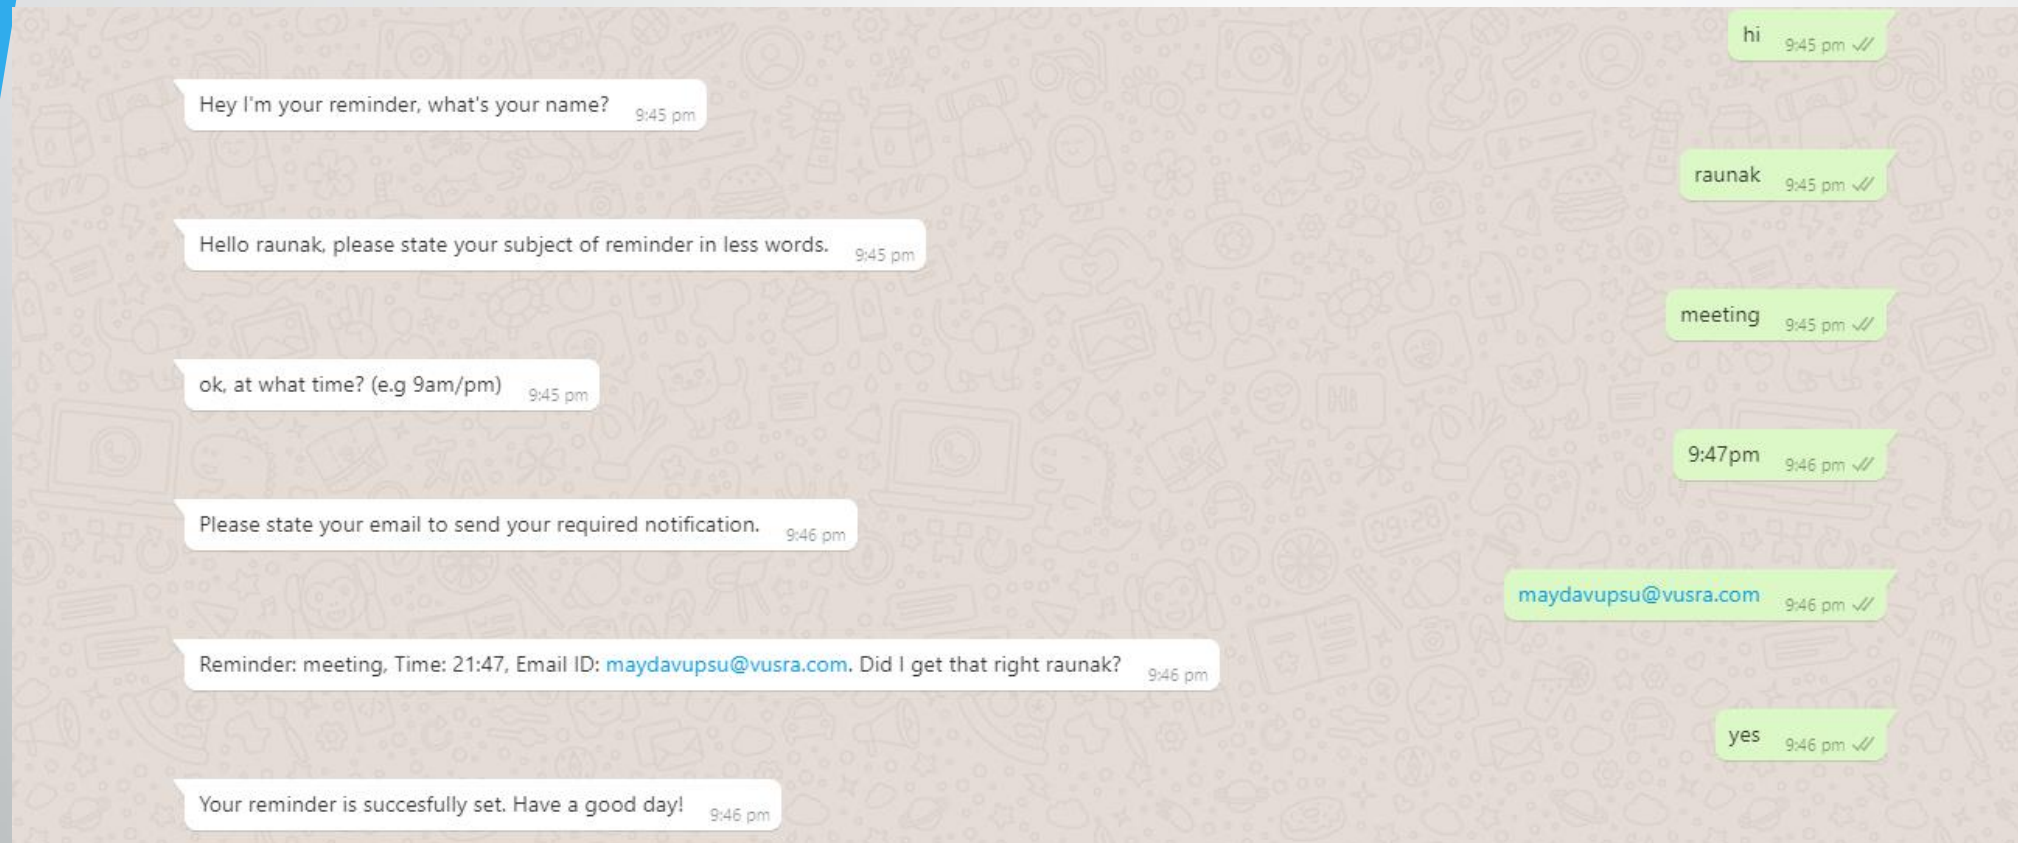 hi 9:45 pm
Hey I'm your reminder, what's your name? 9:45 pm
raunak 9:45 pm
Hello raunak, please state your subject of reminder in less words. 9:45 pm
meeting 9:45 pm
ok, at what time? (e.g 9am/pm) 9:45 pm
9:47pm 9:46 pm
Please state your email to send your required notification. 9:46 pm
maydavupsu@vusra.com 9:46 pm
Reminder: meeting, Time: 21:47, Email ID: maydavupsu@vusra.com. Did I get that right raunak? 9:46 pm
yes 9:46 pm
Your reminder is succesfully set. Have a good day! 9:46 pm